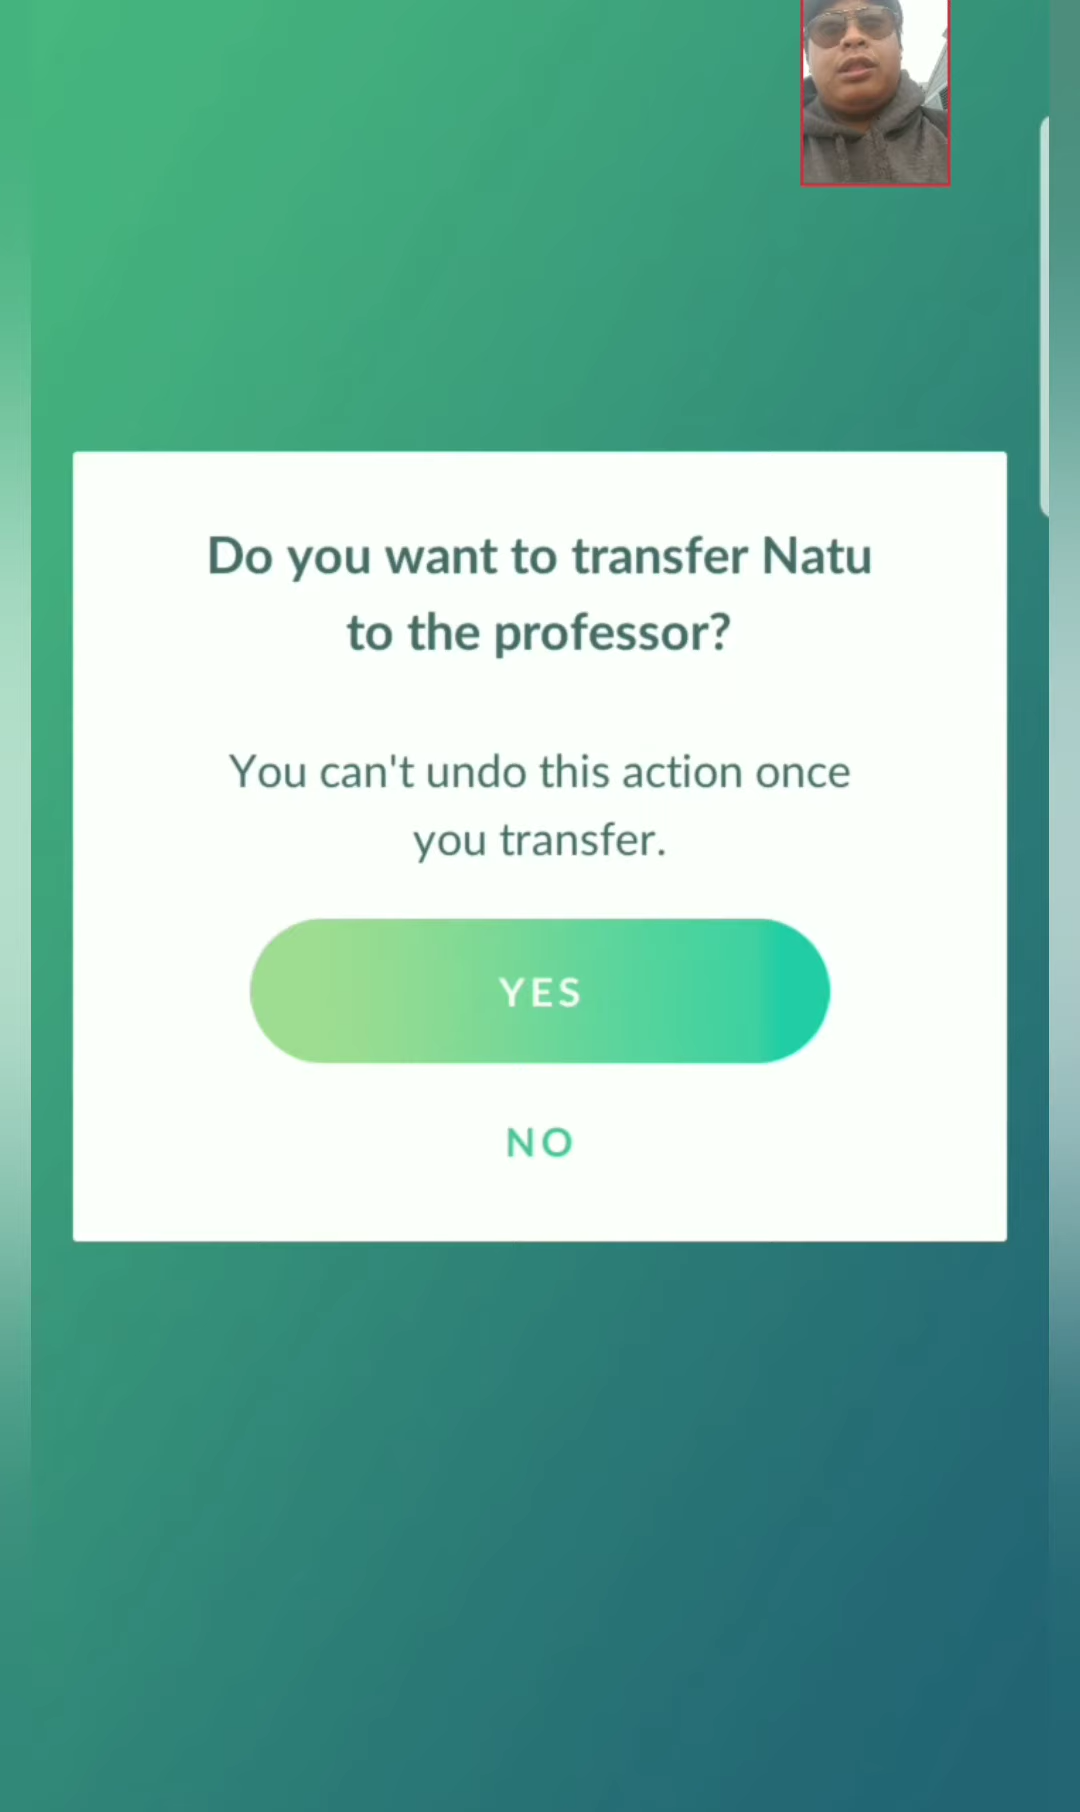 Do you want to transfer Natu
to the professor?
You can't undo this action once
you transfer.
YES
NO